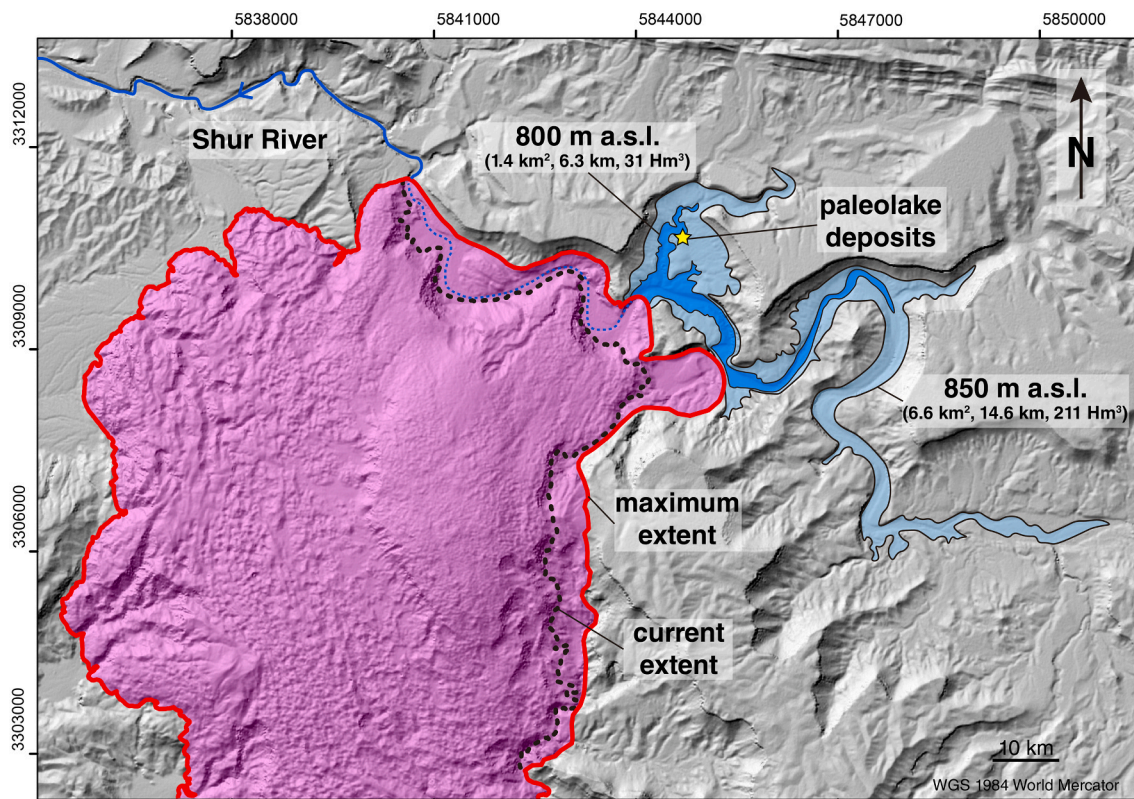 5838000
5841000
5844000
5847000
5850000
3312000
3309000
3306000
3303000
Shur River
800 m a.s.l.
(1.4 km², 6.3 km, 31 Hm³)
N
paleolake
deposits
850 m a.s.l.
(6.6 km², 14.6 km, 211 Hm³)
maximum
extent
current
extent
10 km
WGS 1984 World Mercator